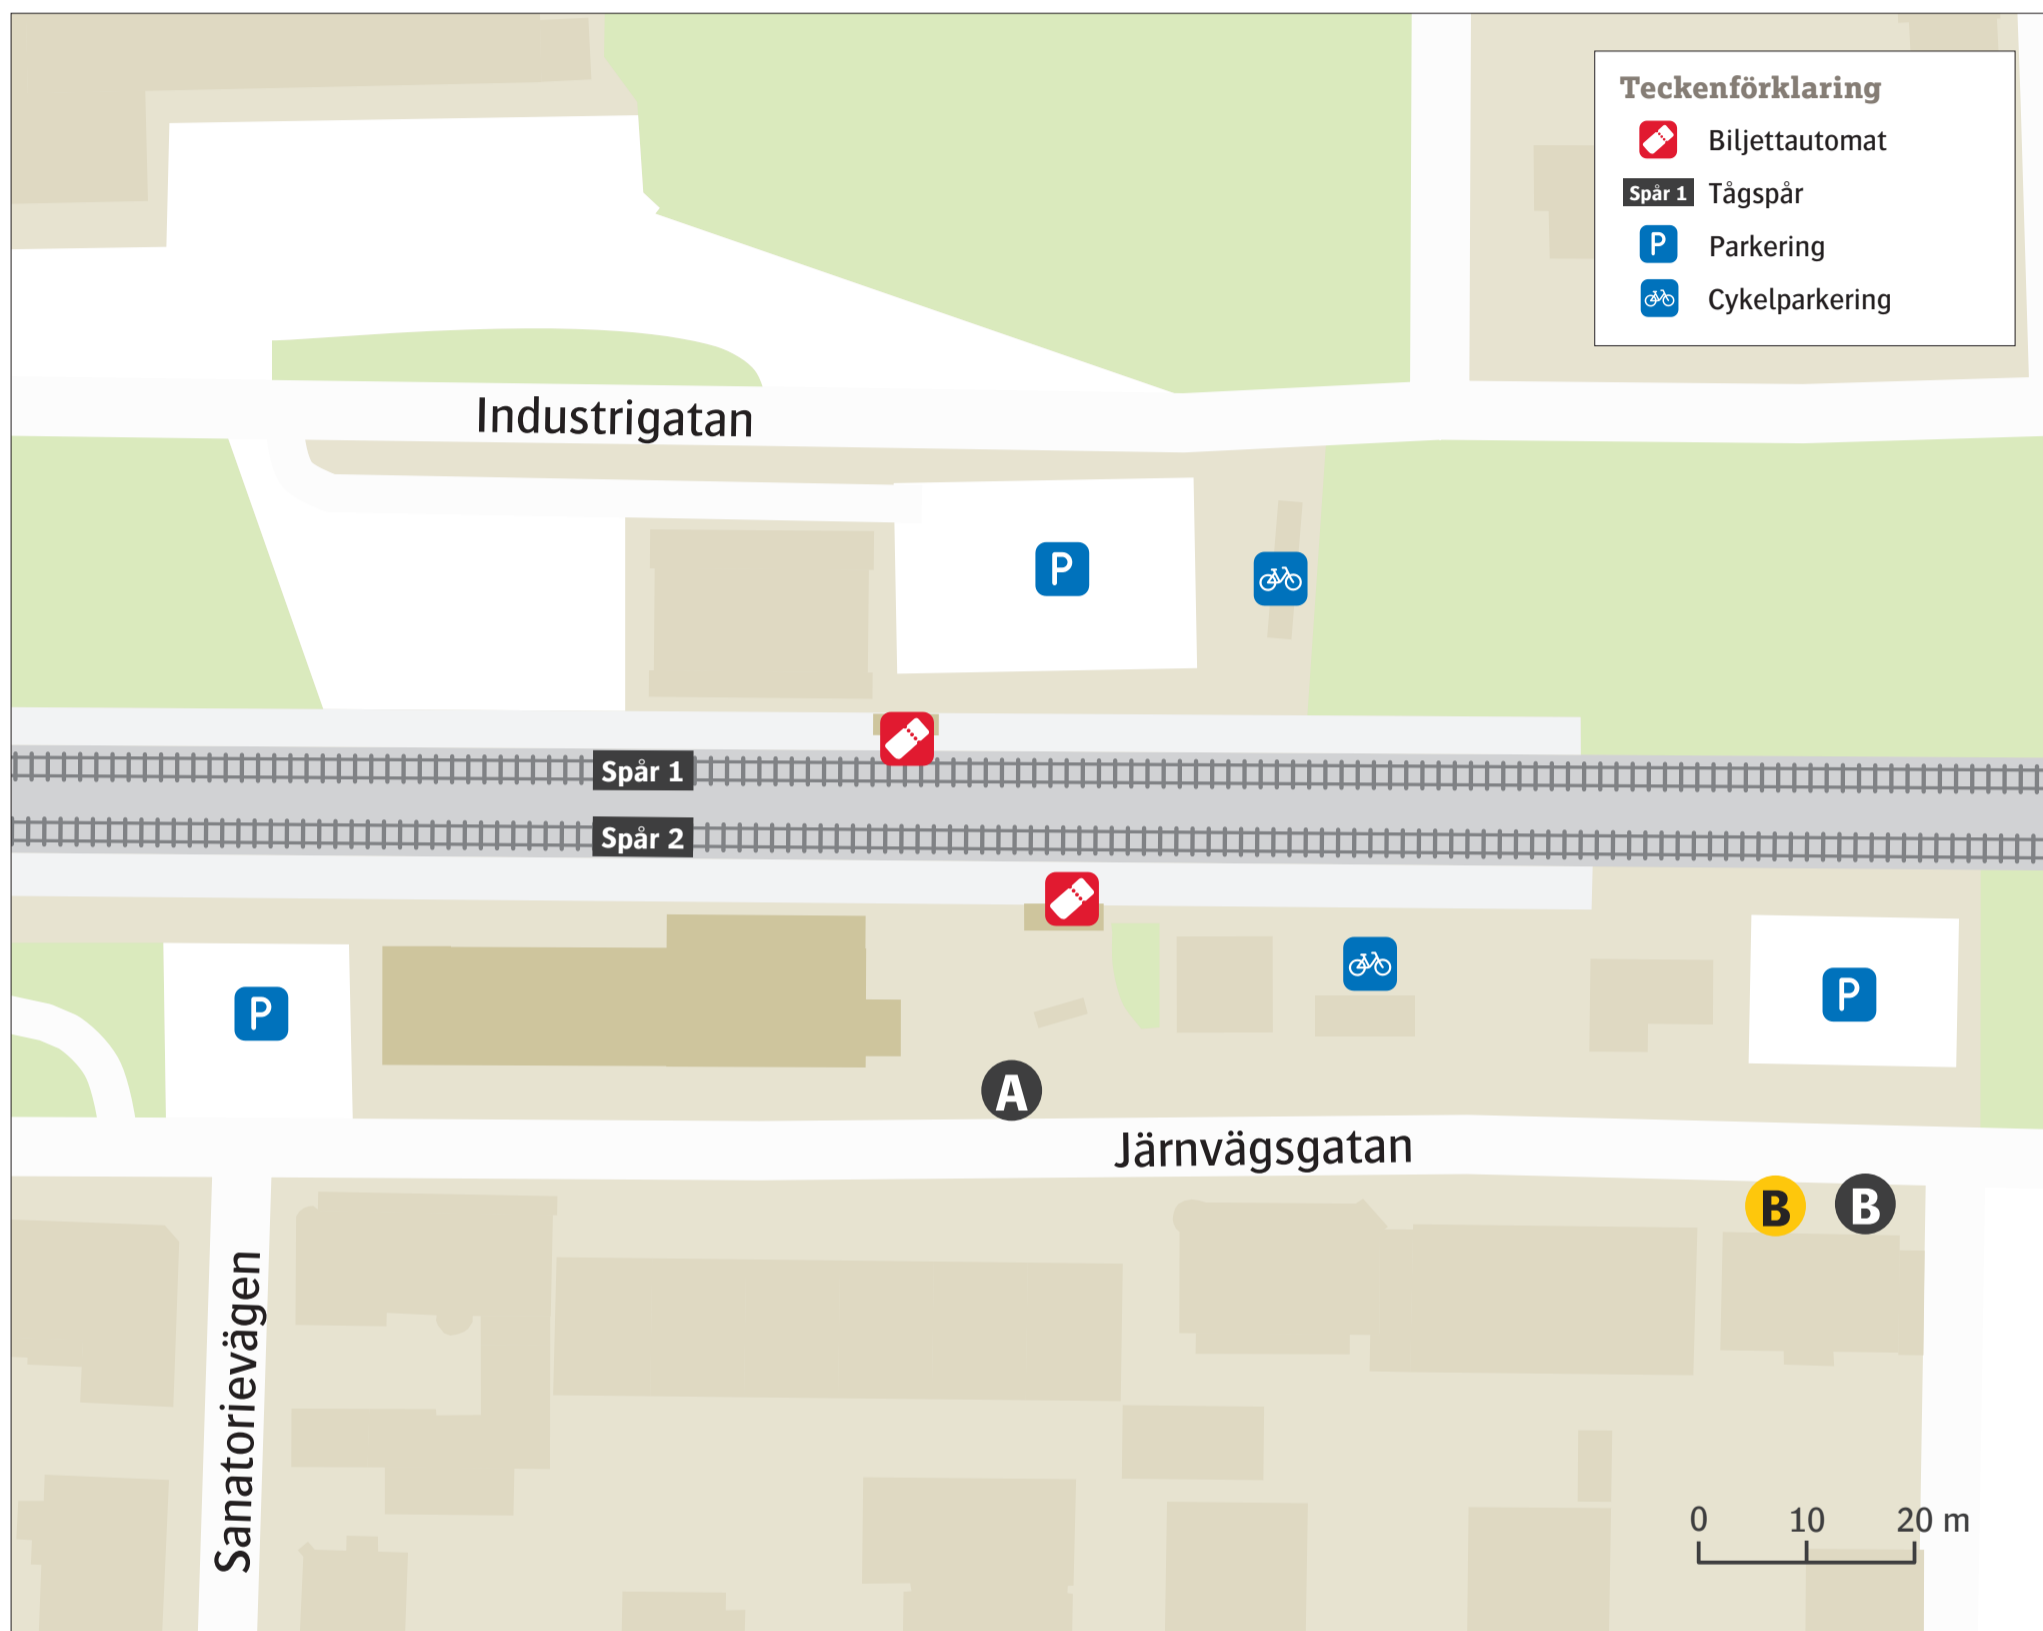 Teckenförklaring
Biljettautomat
Spår 1 Tågspår
P Parkering
Cykelparkering
Industrigatan
P
Spår 1
Spår 2
P
P
A
Järnvägsgatan
B B
Sanatorievägen
0 10 20 m